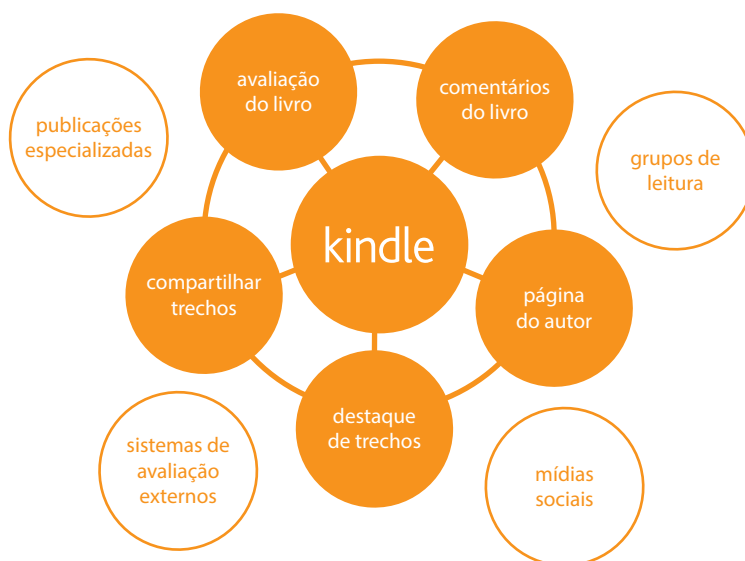 avaliação
do livro
comentários
do livro
publicações
especializadas
grupos de
leitura
kindle
compartilhar
trechos
página
do autor
destaque
de trechos
sistemas de
avaliação
externos
mídias
sociais